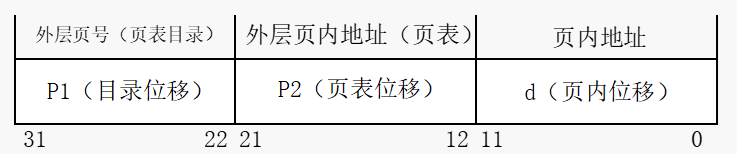 外层页号（页表目录） 外层页内地址（页表） 页内地址
P1（目录位移） P2（页表位移） d（页内位移）
31 22 21 12 11 0